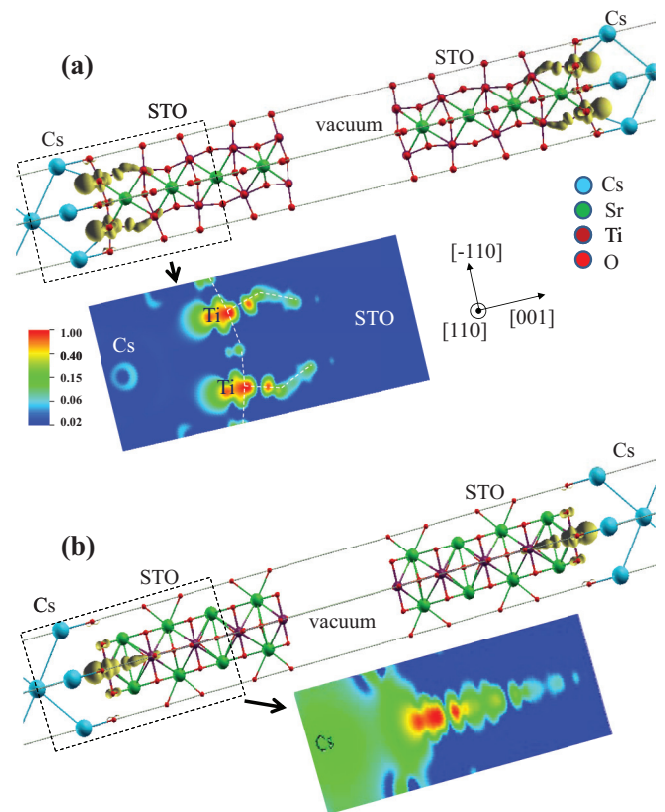 Cs
(a)
STO
STO
vacuum
Cs
Cs
Sr
Ti
O
[-110]
[110]
[001]
1.00
0.40
0.15
0.06
0.02
Cs
Ti
Ti
STO
Cs
STO
(b)
STO
Cs
vacuum
Cs